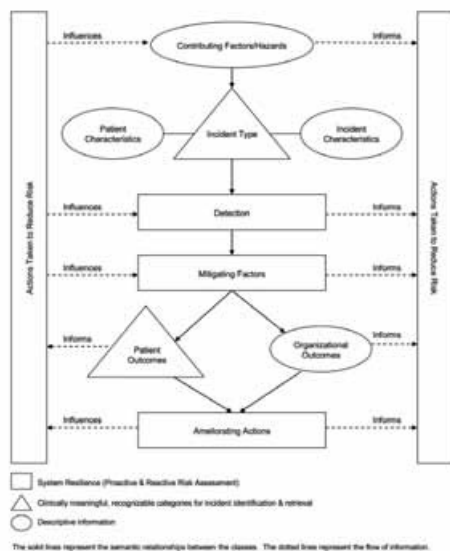 Contributing Factors/Hazards
Influences
Informs
Patient
Characteristics
Incident Type
Incident
Characteristics
Actions Taken to Reduce Risk
Actions Taken to Reduce Risk
Influences
Detection
Informs
Influences
Mitigating Factors
Informs
Informs
Patient
Outcomes
Organizational
Outcomes
Informs
Influences
Ameliorating Actions
Informs
System Resilience (Proactive & Reactive Risk Assessment)
Clinically meaningful, recognizable categories for incident identification & retrieval
Descriptive information
The solid lines represent the semantic relationships between the classes. The dotted lines represent the flow of information.